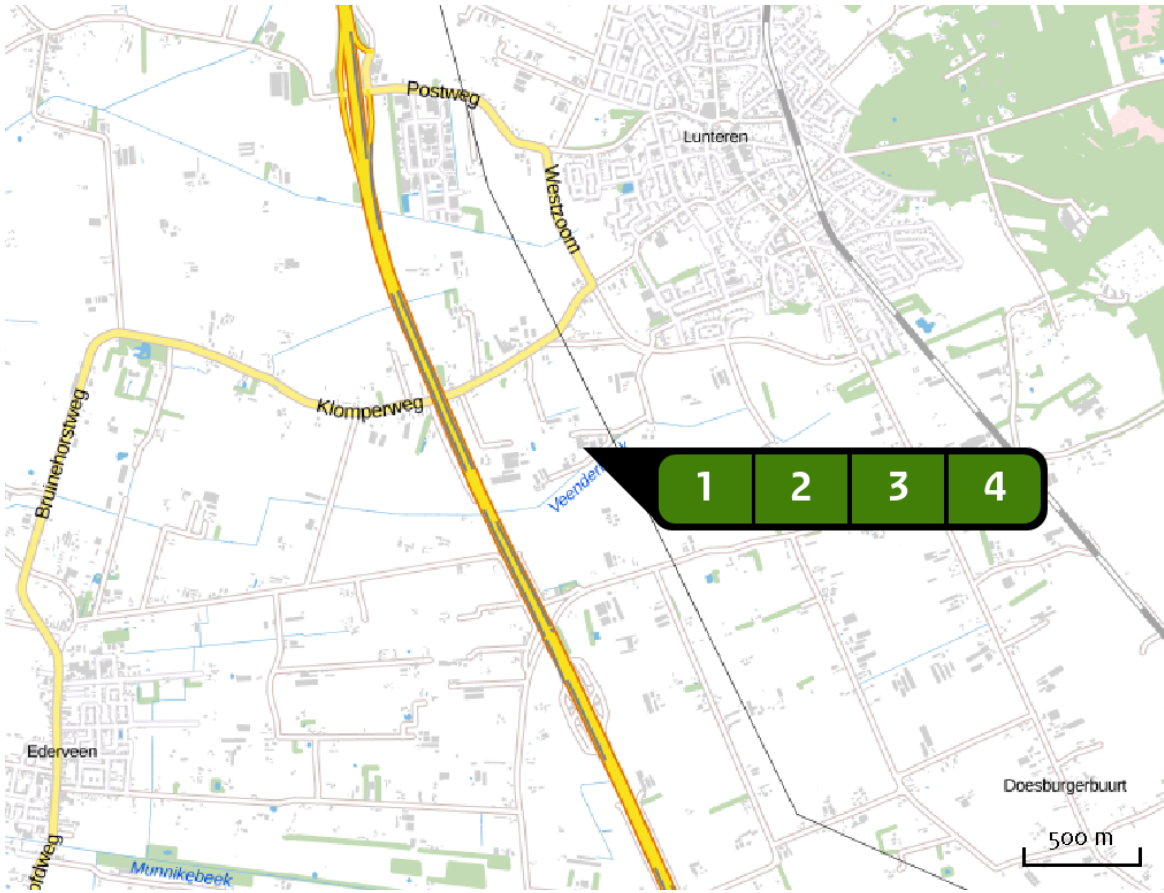 Postweg
Lunteren
Westzoom
Bruinehorstweg
Klomperweg
1 2 3 4
Ederveen
Doesburgerbuurt
500 m
Munnikebeek